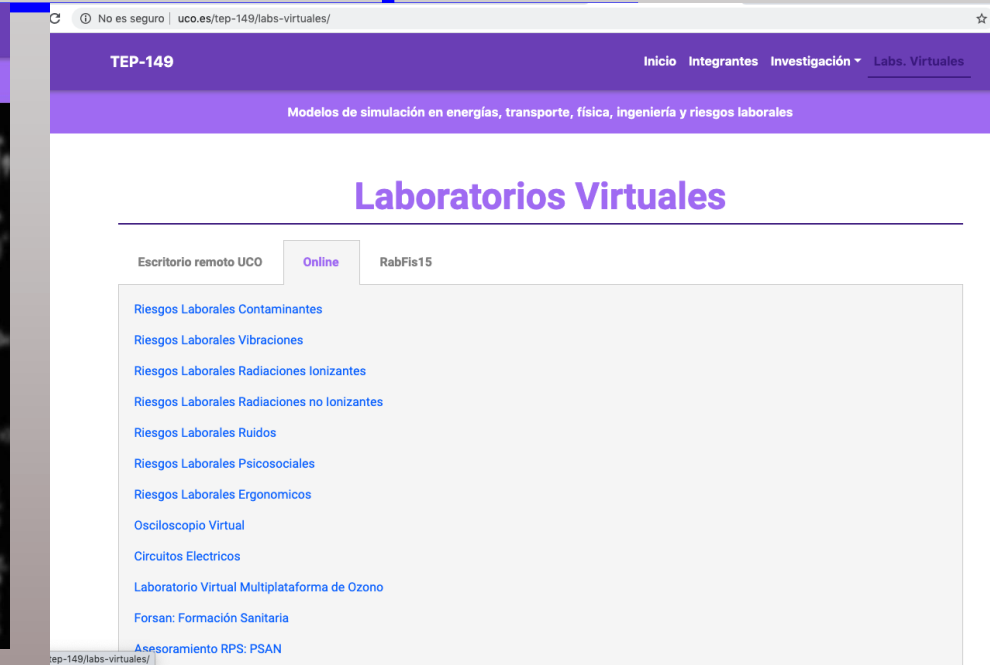 No es seguro | uco.es/tep-149/labs-virtuales/
TEP-149 Inicio Integrantes Investigación Labs. Virtuales
Modelos de simulación en energías, transporte, física, ingeniería y riesgos laborales
Laboratorios Virtuales
Escritorio remoto UCO Online RabFis15
Riesgos Laborales Contaminantes
Riesgos Laborales Vibraciones
Riesgos Laborales Radiaciones Ionizantes
Riesgos Laborales Radiaciones no Ionizantes
Riesgos Laborales Ruidos
Riesgos Laborales Psicosociales
Riesgos Laborales Ergonomicos
Osciloscopio Virtual
Circuitos Electricos
Laboratorio Virtual Multiplataforma de Ozono
Forsan: Formación Sanitaria
Asesoramiento RPS: PSAN
tep-149/labs-virtuales/